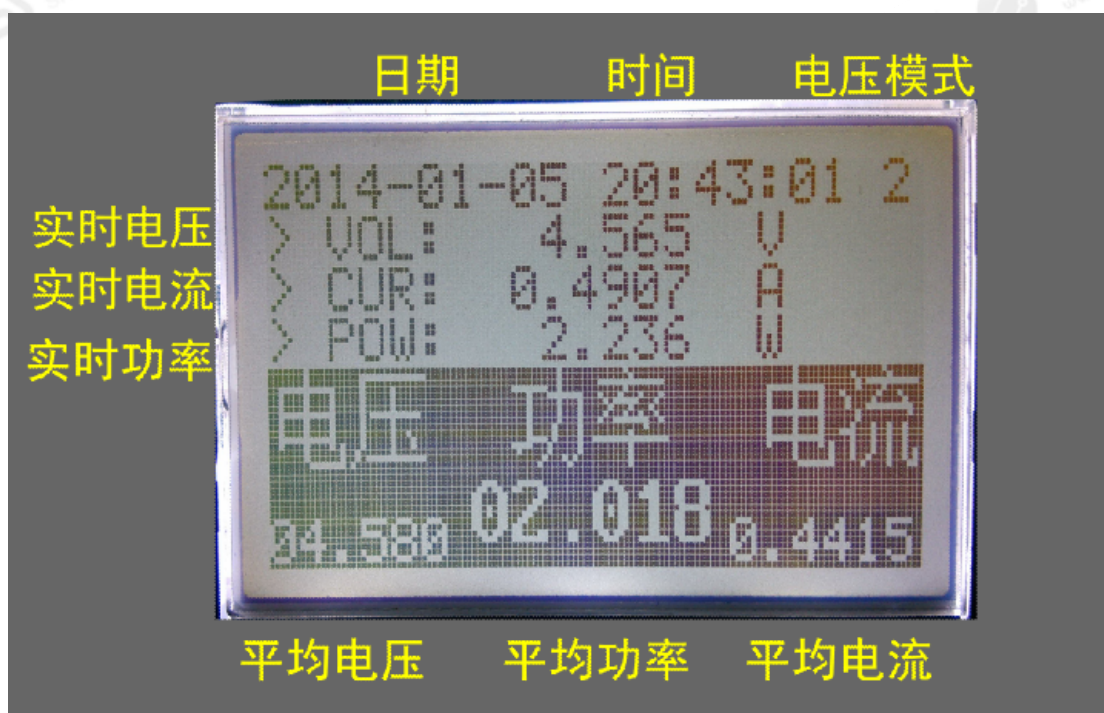 日期 时间 电压模式
2014-01-05 20:43:01 2
实时电压 > VOL: 4.565 V
实时电流 > CUR: 0.4907 A
实时功率 > POW: 2.236 W
电压 功率 电流
04.580 02.018 0.4415
平均电压 平均功率 平均电流